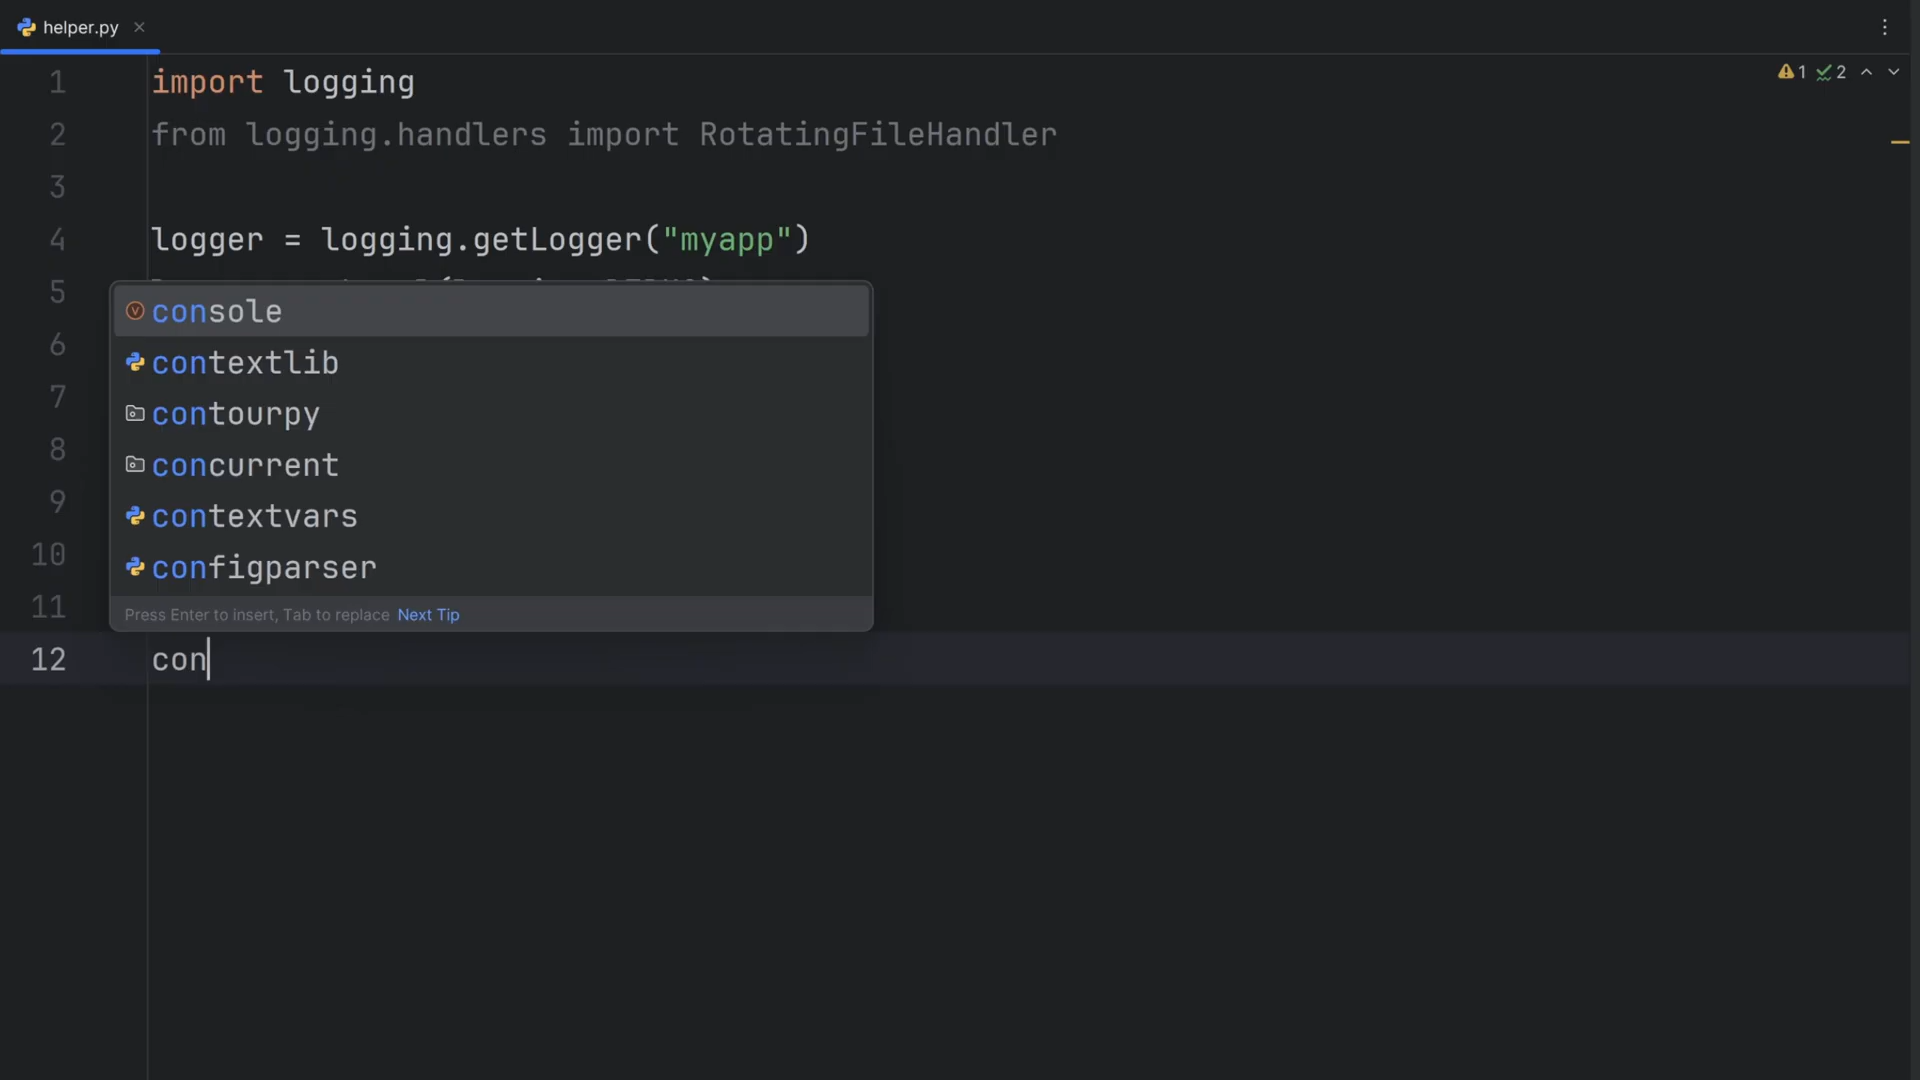 helper.py
1 2
1 import logging
2 from logging.handlers import RotatingFileHandler
3
4 logger = logging.getLogger("myapp")
5
6
7
8
9
10
11
console
contextlib
contourpy
concurrent
contextvars
configparser
Press Enter to insert, Tab to replace Next Tip
12 con